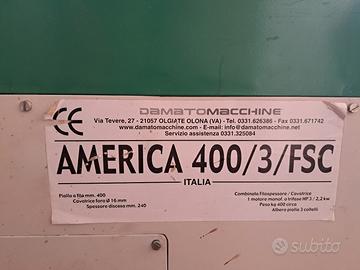 CE
DAMATOMACCHINE
Via Tevere, 27 - 21057 OLGIATE OLONA (VA) - Tel. 0331.626386 - Fax 0331.671742
www.damatomacchine.com - E-mail: info@damatomacchine.net
Servizio assistenza 0331.325084
AMERICA 400/3/FSC
ITALIA
Pialla a filo mm. 400
Cavatrice foro Ø 16 mm
Spessore discesa mm. 240
Combinata Filospessore / Cavatrice
1 motore monof. o trifase HP 3 / 2,2 kw
Peso kg 400 circa
Albero pialla 3 coltelli
subito